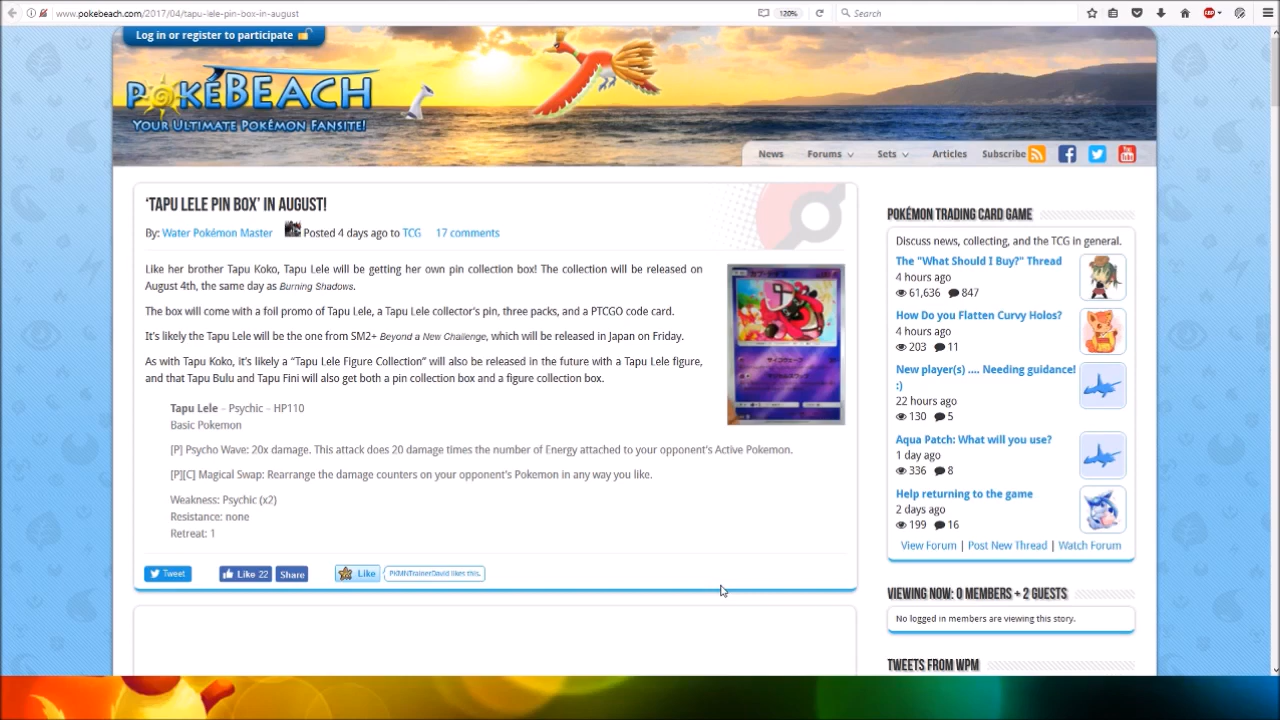 www.pokebeach.com/2017/04/tapu-lele-pin-box-in-august
120%
Search
Log in or register to participate
POKÉBEACH
YOUR ULTIMATE POKÉMON FANSITE!
News Forums Sets Articles Subscribe
You Tube
‘TAPU LELE PIN BOX’ IN AUGUST!
By: Water Pokémon Master Posted 4 days ago to TCG 17 comments
Like her brother Tapu Koko, Tapu Lele will be getting her own pin collection box! The collection will be released on
August 4th, the same day as Burning Shadows.
The box will come with a foil promo of Tapu Lele, a Tapu Lele collector's pin, three packs, and a PTCGO code card.
It's likely the Tapu Lele will be the one from SM2+ Beyond a New Challenge, which will be released in Japan on Friday.
As with Tapu Koko, it's likely a “Tapu Lele Figure Collection” will also be released in the future with a Tapu Lele figure,
and that Tapu Bulu and Tapu Fini will also get both a pin collection box and a figure collection box.
Tapu Lele – Psychic – HP110
Basic Pokemon
[P] Psycho Wave: 20x damage. This attack does 20 damage times the number of Energy attached to your opponent's Active Pokemon.
[P][C] Magical Swap: Rearrange the damage counters on your opponent's Pokemon in any way you like.
Weakness: Psychic (x2)
Resistance: none
Retreat: 1
Tweet Like 22 Share Like PKMNTrainerDavid likes this.
POKÉMON TRADING CARD GAME
Discuss news, collecting, and the TCG in general.
The "What Should I Buy?" Thread
4 hours ago
61,636 847
How Do you Flatten Curvy Holos?
4 hours ago
203 11
New player(s) .... Needing guidance!
:)
22 hours ago
130 5
Aqua Patch: What will you use?
1 day ago
336 8
Help returning to the game
2 days ago
199 16
View Forum | Post New Thread | Watch Forum
VIEWING NOW: 0 MEMBERS + 2 GUESTS
No logged in members are viewing this story.
TWEETS FROM WPM